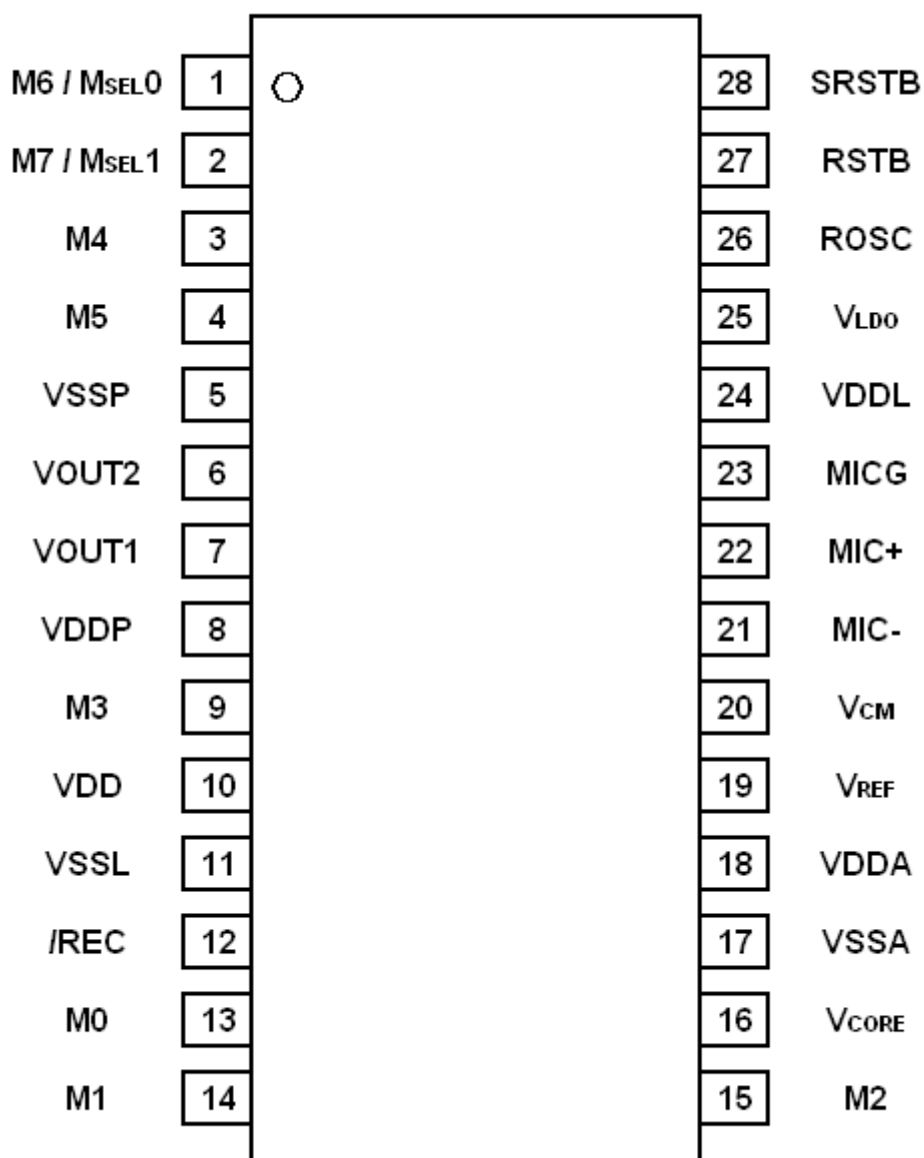 M6 / MSEL0 1 28 SRSTB
M7 / MSEL1 2 27 RSTB
M4 3 26 ROSC
M5 4 25 VLDO
VSSP 5 24 VDDL
VOUT2 6 23 MICG
VOUT1 7 22 MIC+
VDDP 8 21 MIC-
M3 9 20 VCM
VDD 10 19 VREF
VSSL 11 18 VDDA
/REC 12 17 VSSA
M0 13 16 VCORE
M1 14 15 M2